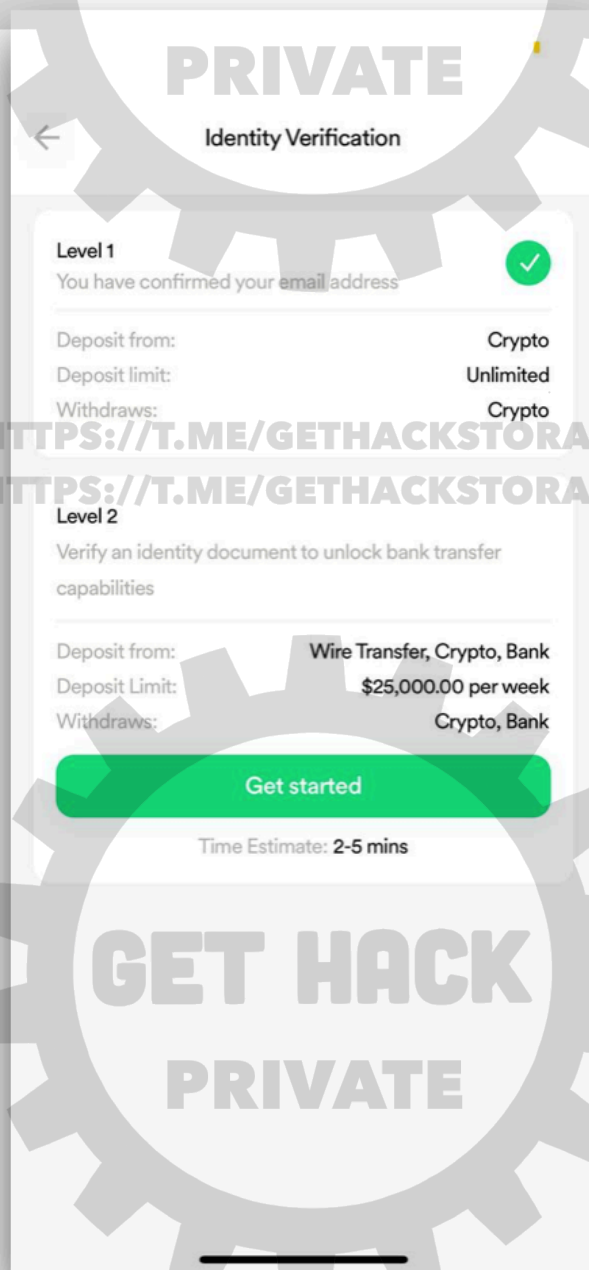 PRIVATE
Identity Verification
Level 1
You have confirmed your email address
Deposit from: Crypto
Deposit limit: Unlimited
Withdraws: Crypto
TTPS://T.ME/GETHACKSTORA
TTPS://T.ME/GETHACKSTORA
Level 2
Verify an identity document to unlock bank transfer
capabilities
Deposit from: Wire Transfer, Crypto, Bank
Deposit Limit: $25,000.00 per week
Withdraws: Crypto, Bank
Get started
Time Estimate: 2-5 mins
GET HACK
PRIVATE